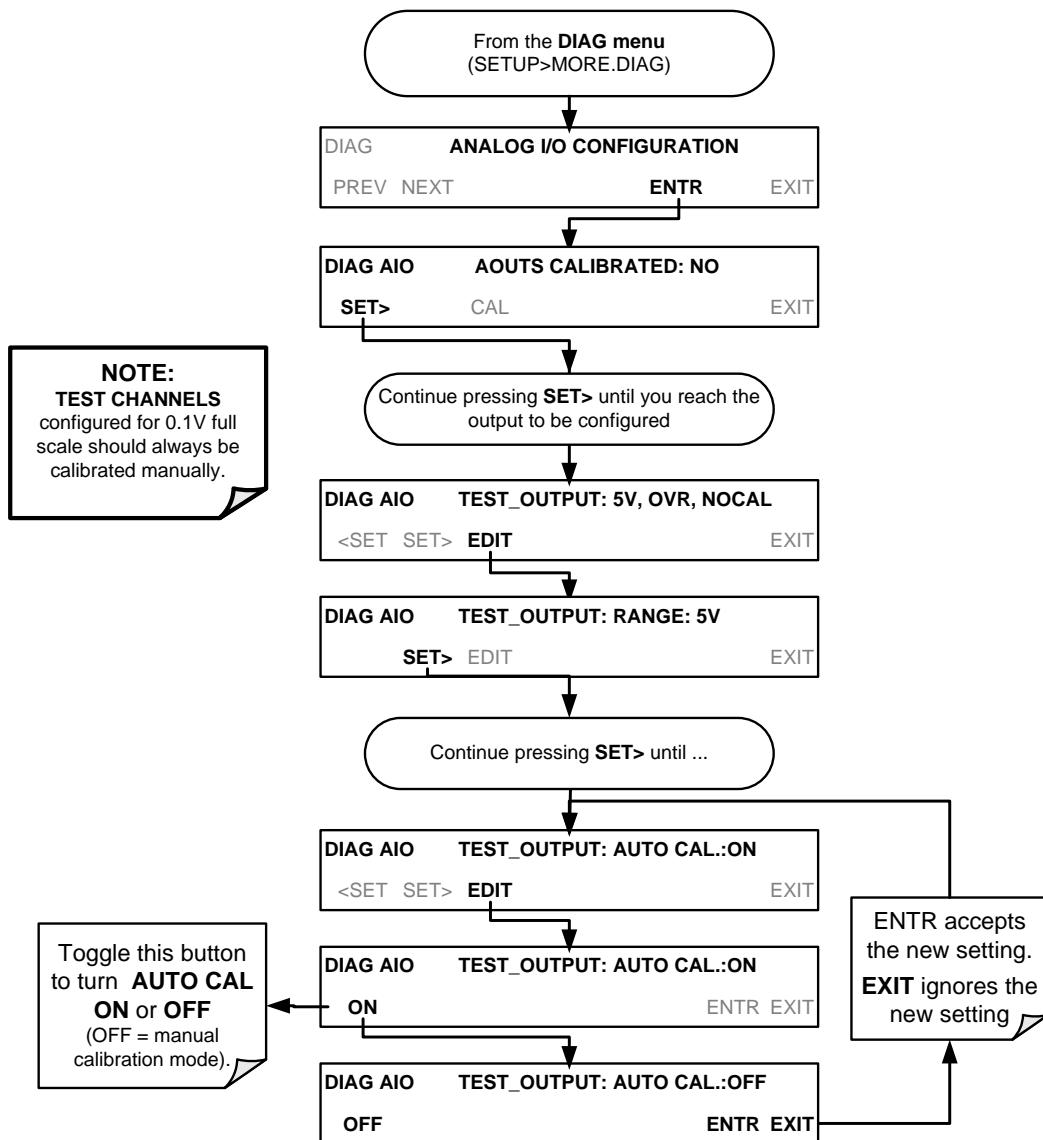 From the DIAG menu
(SETUP>MORE.DIAG)
DIAG ANALOG I/O CONFIGURATION
PREV NEXT ENTR EXIT
DIAG AIO AOUTS CALIBRATED: NO
SET> CAL EXIT
NOTE:
TEST CHANNELS
configured for 0.1V full
scale should always be
calibrated manually.
Continue pressing SET> until you reach the
output to be configured
DIAG AIO TEST_OUTPUT: 5V, OVR, NOCAL
<SET SET> EDIT EXIT
DIAG AIO TEST_OUTPUT: RANGE: 5V
SET> EDIT EXIT
Continue pressing SET> until ...
DIAG AIO TEST_OUTPUT: AUTO CAL.:ON
<SET SET> EDIT EXIT
ENTR accepts
the new setting.
EXIT ignores the
new setting
Toggle this button
to turn AUTO CAL
ON or OFF
(OFF = manual
calibration mode).
DIAG AIO TEST_OUTPUT: AUTO CAL.:ON
ON ENTR EXIT
DIAG AIO TEST_OUTPUT: AUTO CAL.:OFF
OFF ENTR EXIT